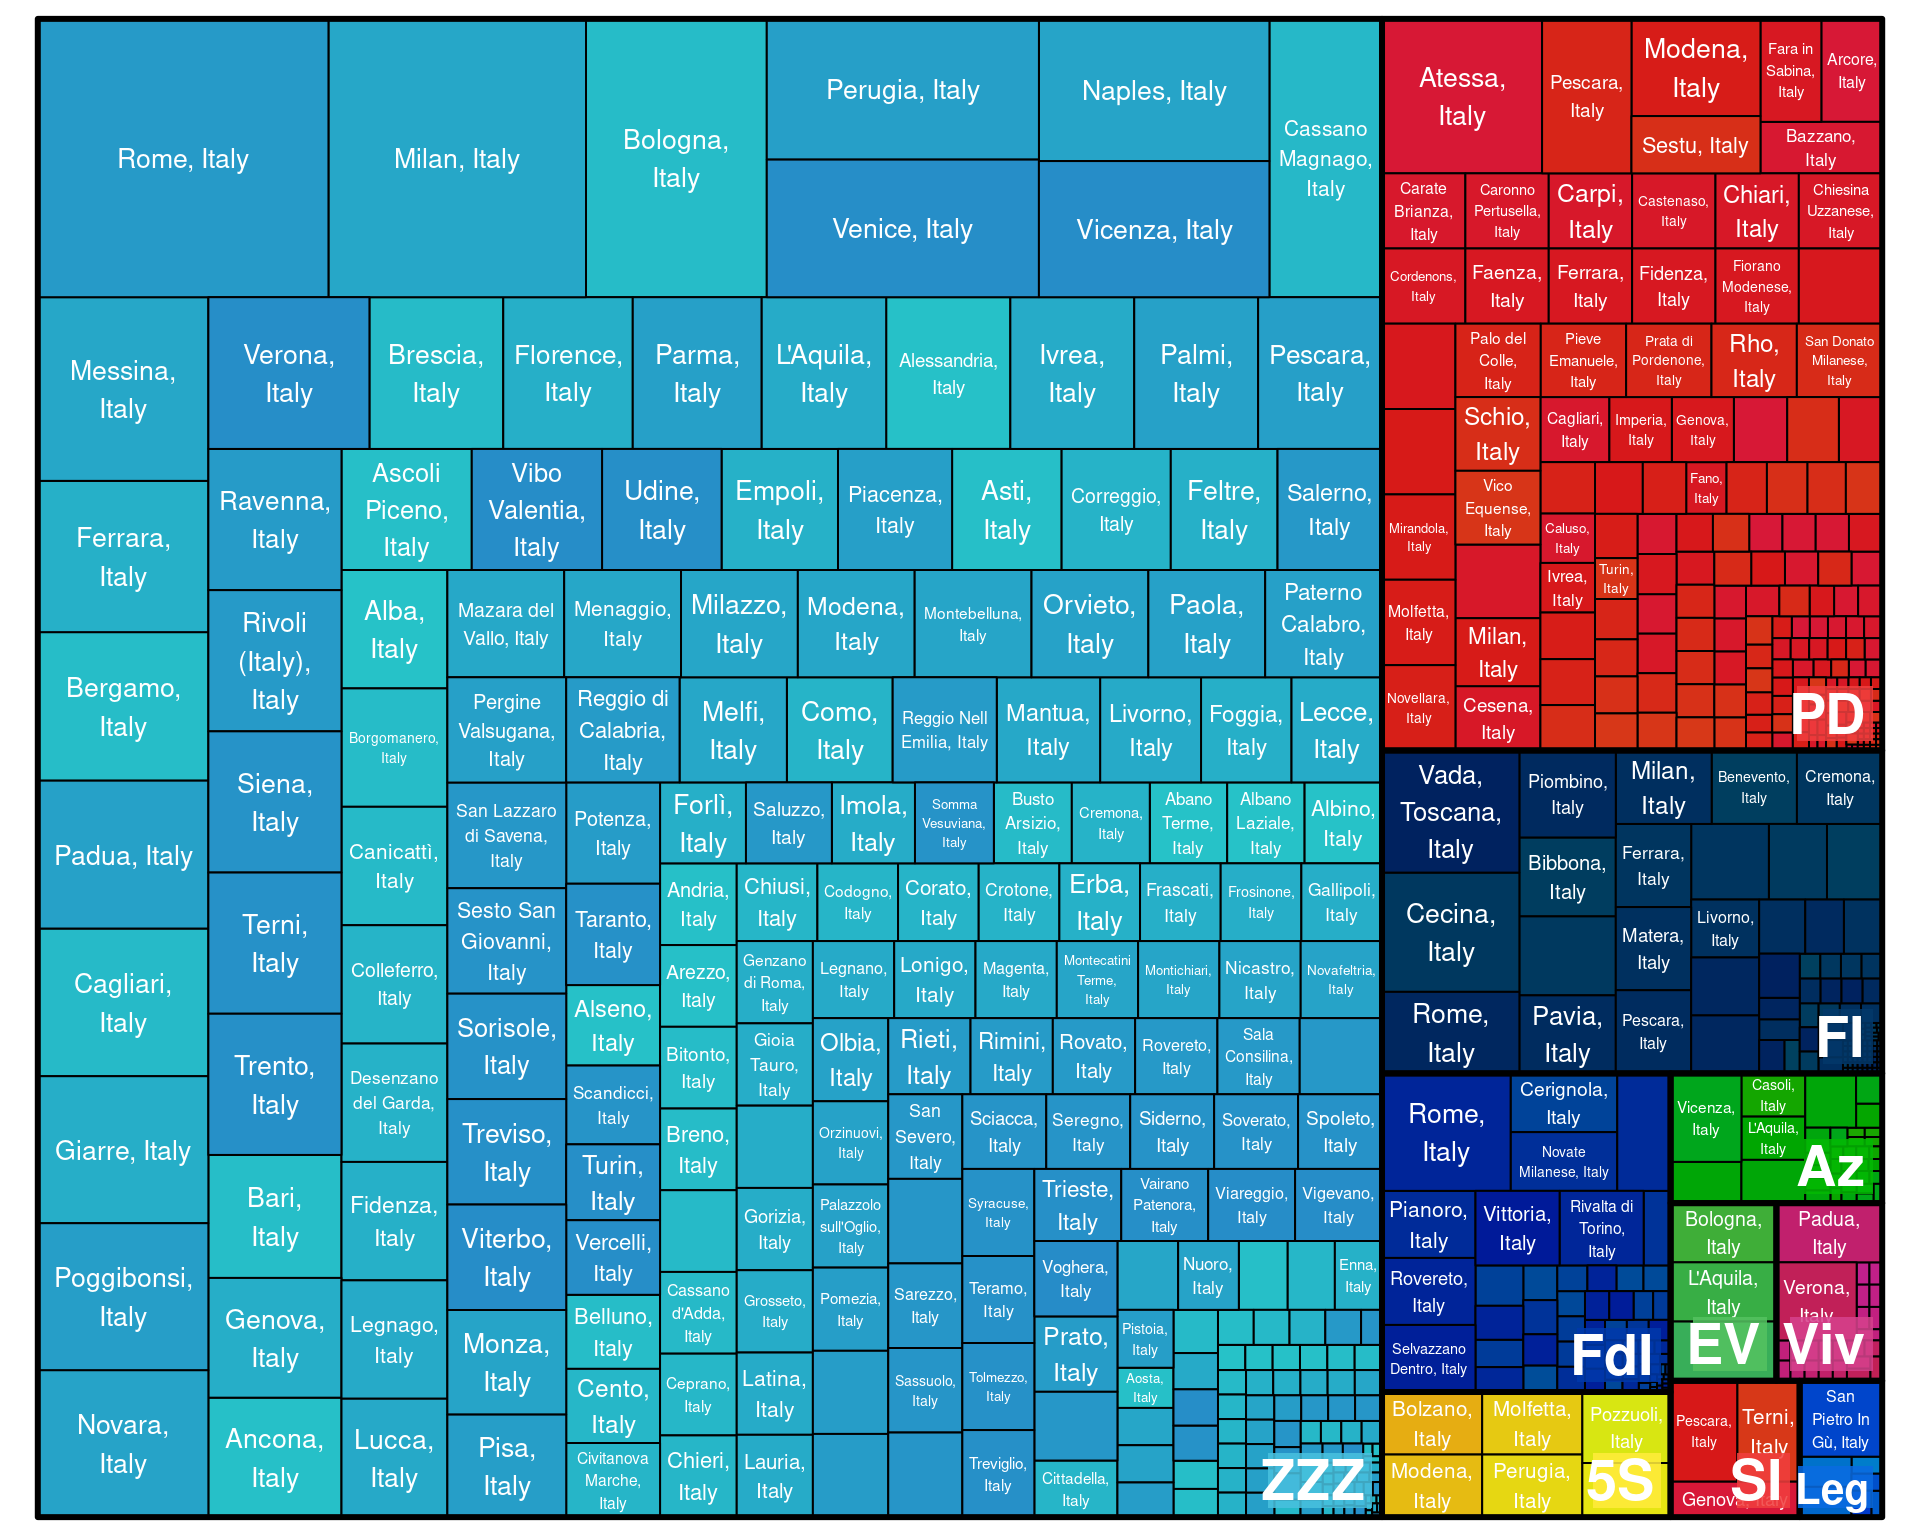 Rome, Italy
Milan, Italy
Bologna,
Italy
Perugia, Italy
Venice, Italy
Naples, Italy
Vicenza, Italy
Cassano
Magnago,
Italy
Messina,
Italy
Ferrara,
Italy
Bergamo,
Italy
Padua, Italy
Cagliari,
Italy
Giarre, Italy
Poggibonsi,
Italy
Novara,
Italy
Verona,
Italy
Brescia,
Italy
Florence,
Italy
Parma,
Italy
L'Aquila,
Italy
Alessandria,
Italy
Ivrea,
Italy
Palmi,
Italy
Pescara,
Italy
Ravenna,
Italy
Rivoli
(Italy),
Italy
Siena,
Italy
Terni,
Italy
Trento,
Italy
Bari,
Italy
Genova,
Italy
Ancona,
Italy
Ascoli
Piceno,
Italy
Vibo
Valentia,
Italy
Udine,
Italy
Empoli,
Italy
Piacenza,
Italy
Asti,
Italy
Correggio,
Italy
Feltre,
Italy
Salerno,
Italy
Alba,
Italy
Borgomanero,
Italy
Canicattì,
Italy
Colleferro,
Italy
Desenzano
del Garda,
Italy
Fidenza,
Italy
Legnago,
Italy
Lucca,
Italy
Mazara del
Vallo, Italy
Menaggio,
Italy
Milazzo,
Italy
Modena,
Italy
Montebelluna,
Italy
Orvieto,
Italy
Paola,
Italy
Paterno
Calabro,
Italy
Pergine
Valsugana,
Italy
San Lazzaro
di Savena,
Italy
Sesto San
Giovanni,
Italy
Sorisole,
Italy
Treviso,
Italy
Viterbo,
Italy
Monza,
Italy
Pisa,
Italy
Reggio di
Calabria,
Italy
Melfi,
Italy
Como,
Italy
Reggio Nell
Emilia, Italy
Mantua,
Italy
Livorno,
Italy
Foggia,
Italy
Lecce,
Italy
Potenza,
Italy
Taranto,
Italy
Alseno,
Italy
Scandicci,
Italy
Turin,
Italy
Vercelli,
Italy
Belluno,
Italy
Cento,
Italy
Civitanova
Marche,
Italy
Forlì,
Italy
Saluzzo,
Italy
Imola,
Italy
Somma
Vesuviana,
Italy
Busto
Arsizio,
Italy
Cremona,
Italy
Abano
Terme,
Italy
Albano
Laziale,
Italy
Albino,
Italy
Andria,
Italy
Arezzo,
Italy
Bitonto,
Italy
Breno,
Italy
Cassano
d'Adda,
Italy
Ceprano,
Italy
Chieri,
Italy
Chiusi,
Italy
Codogno,
Italy
Corato,
Italy
Crotone,
Italy
Erba,
Italy
Frascati,
Italy
Frosinone,
Italy
Gallipoli,
Italy
Genzano
di Roma,
Italy
Gioia
Tauro,
Italy
Gorizia,
Italy
Grosseto,
Italy
Latina,
Italy
Lauria,
Italy
Legnano,
Italy
Lonigo,
Italy
Magenta,
Italy
Montecatini
Terme,
Italy
Montichiari,
Italy
Nicastro,
Italy
Novafeltria,
Italy
Olbia,
Italy
Orzinuovi,
Italy
Palazzolo
sull'Oglio,
Italy
Pomezia,
Italy
Rieti,
Italy
Rimini,
Italy
Rovato,
Italy
Rovereto,
Italy
Sala
Consilina,
Italy
San
Severo,
Italy
Sarezzo,
Italy
Sassuolo,
Italy
Sciacca,
Italy
Seregno,
Italy
Siderno,
Italy
Soverato,
Italy
Spoleto,
Italy
Syracuse,
Italy
Teramo,
Italy
Tolmezzo,
Italy
Treviglio,
Italy
Trieste,
Italy
Vairano
Patenora,
Italy
Viareggio,
Italy
Vigevano,
Italy
Voghera,
Italy
Prato,
Italy
Cittadella,
Italy
Nuoro,
Italy
Enna,
Italy
Pistoia,
Italy
Aosta,
Italy
ZZZ
Atessa,
Italy
Pescara,
Italy
Modena,
Italy
Sestu, Italy
Fara in
Sabina,
Italy
Arcore,
Italy
Bazzano,
Italy
Carate
Brianza,
Italy
Caronno
Pertusella,
Italy
Carpi,
Italy
Castenaso,
Italy
Chiari,
Italy
Chiesina
Uzzanese,
Italy
Cordenons,
Italy
Faenza,
Italy
Ferrara,
Italy
Fidenza,
Italy
Fiorano
Modenese,
Italy
Mirandola,
Italy
Molfetta,
Italy
Novellara,
Italy
Palo del
Colle,
Italy
Pieve
Emanuele,
Italy
Prata di
Pordenone,
Italy
Rho,
Italy
San Donato
Milanese,
Italy
Schio,
Italy
Vico
Equense,
Italy
Milan,
Italy
Cesena,
Italy
Cagliari,
Italy
Imperia,
Italy
Genova,
Italy
Fano,
Italy
Caluso,
Italy
Ivrea,
Italy
Turin,
Italy
PD
Vada,
Toscana,
Italy
Cecina,
Italy
Rome,
Italy
Piombino,
Italy
Bibbona,
Italy
Pavia,
Italy
Milan,
Italy
Benevento,
Italy
Cremona,
Italy
Ferrara,
Italy
Matera,
Italy
Pescara,
Italy
Livorno,
Italy
FI
Rome,
Italy
Cerignola,
Italy
Novate
Milanese, Italy
Pianoro,
Italy
Vittoria,
Italy
Rivalta di
Torino,
Italy
Rovereto,
Italy
Selvazzano
Dentro, Italy
FdI
Vicenza,
Italy
Casoli,
Italy
L'Aquila,
Italy
Az
Bologna,
Italy
L'Aquila,
Italy
EV
Padua,
Italy
Verona,
Italy
Viv
Bolzano,
Italy
Molfetta,
Italy
Pozzuoli,
Italy
Modena,
Italy
Perugia,
Italy
5S
Pescara,
Italy
Terni,
Italy
Genova, Italy
SI
San
Pietro In
Gù, Italy
Leg